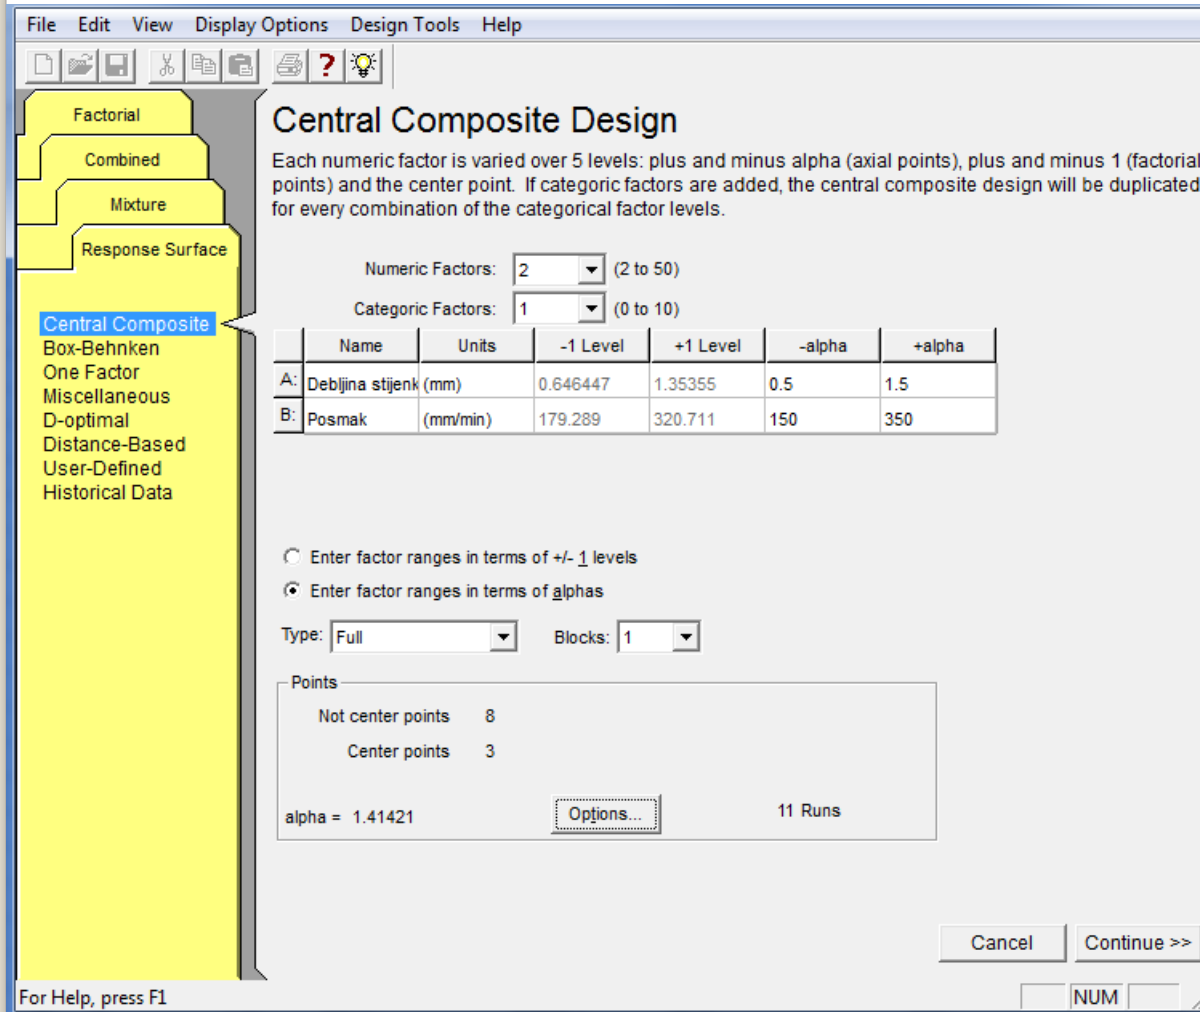 File Edit View Display Options Design Tools Help
Factorial
Combined
Mixture
Response Surface
Central Composite
Box-Behnken
One Factor
Miscellaneous
D-optimal
Distance-Based
User-Defined
Historical Data
Central Composite Design
Each numeric factor is varied over 5 levels: plus and minus alpha (axial points), plus and minus 1 (factorial
points) and the center point. If categoric factors are added, the central composite design will be duplicated
for every combination of the categorical factor levels.
Numeric Factors: 2 (2 to 50)
Categoric Factors: 1 (0 to 10)
Name Units -1 Level +1 Level -alpha +alpha
A: Debljina stijenk (mm) 0.646447 1.35355 0.5 1.5
B: Posmak (mm/min) 179.289 320.711 150 350
Enter factor ranges in terms of +/- 1 levels
Enter factor ranges in terms of alphas
Type: Full Blocks: 1
Points
Not center points 8
Center points 3
alpha = 1.41421 Options... 11 Runs
Cancel Continue >>
For Help, press F1 NUM